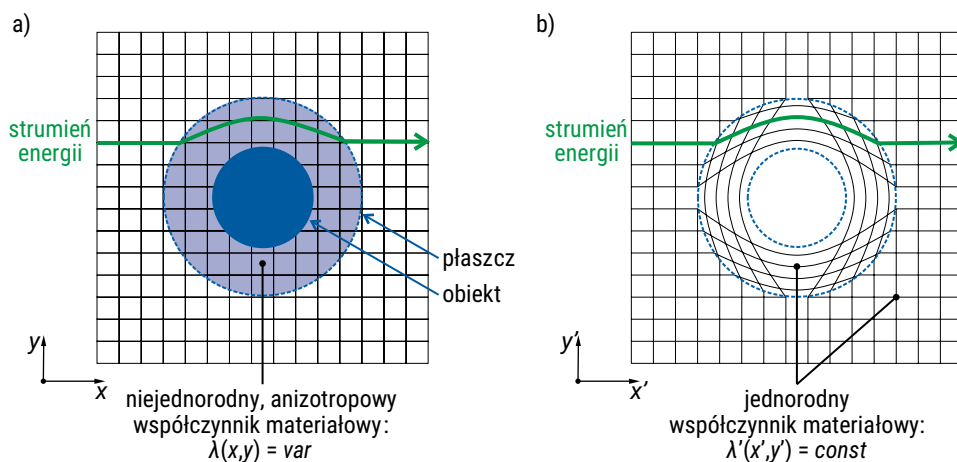 a)
strumień
energii
płaszcz
obiekt
y
x
niejednorodny, anizotropowy
współczynnik materiałowy:
λ(x,y) = var
b)
strumień
energii
y'
x'
jednorodny
współczynnik materiałowy:
λ'(x',y') = const